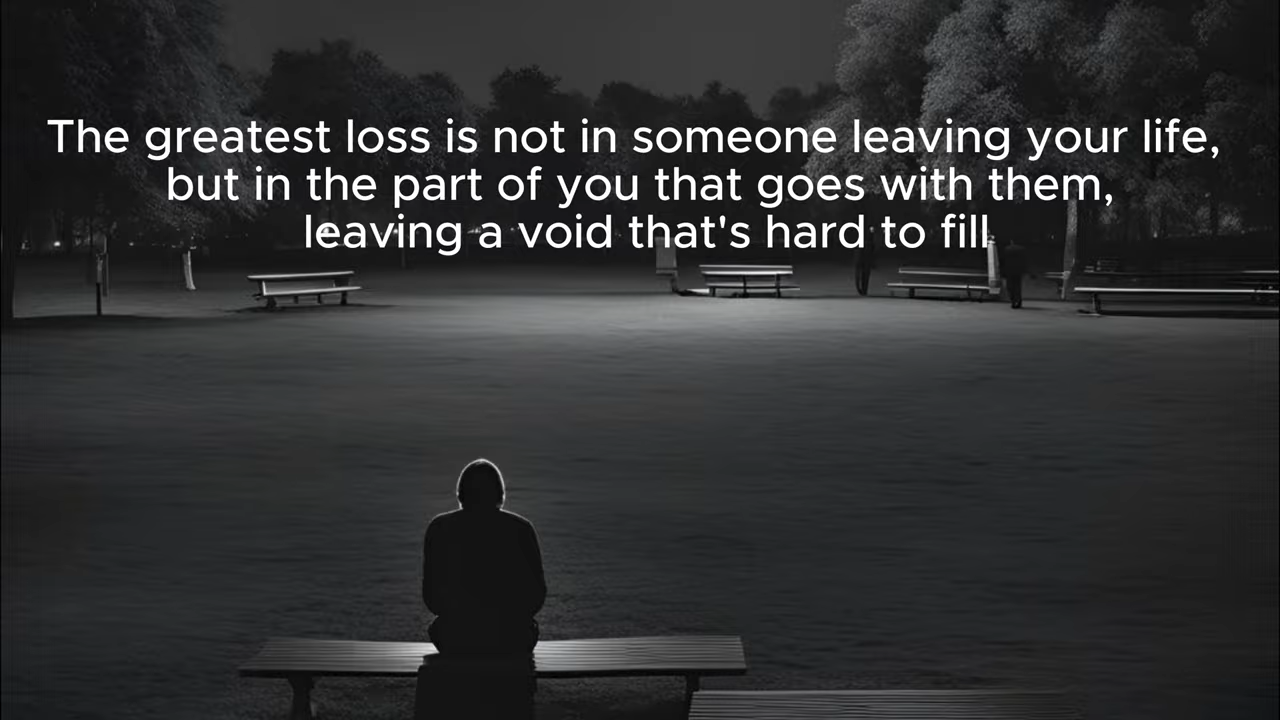 The greatest loss is not in someone leaving your life,
but in the part of you that goes with them,
leaving a void that's hard to fill.